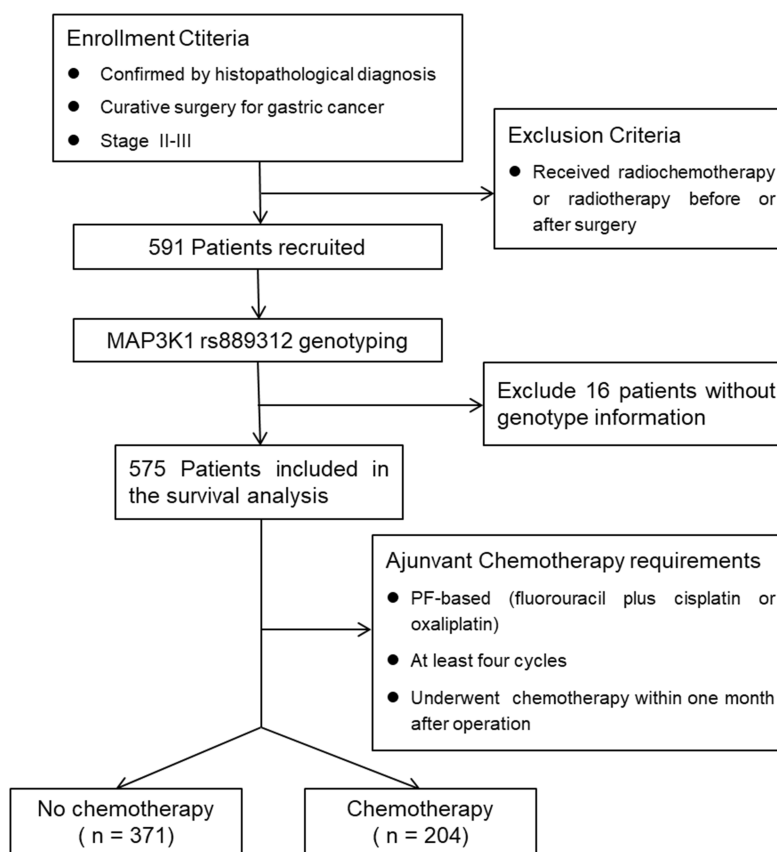 Enrollment Ctiteria
● Confirmed by histopathological diagnosis
● Curative surgery for gastric cancer
● Stage II-III
Exclusion Criteria
● Received radiochemotherapy
or radiotherapy before or
after surgery
591 Patients recruited
MAP3K1 rs889312 genotyping
Exclude 16 patients without
genotype information
575 Patients included in
the survival analysis
Ajunvant Chemotherapy requirements
● PF-based (fluorouracil plus cisplatin or
oxaliplatin)
● At least four cycles
● Underwent chemotherapy within one month
after operation
No chemotherapy
( n = 371)
Chemotherapy
( n = 204)